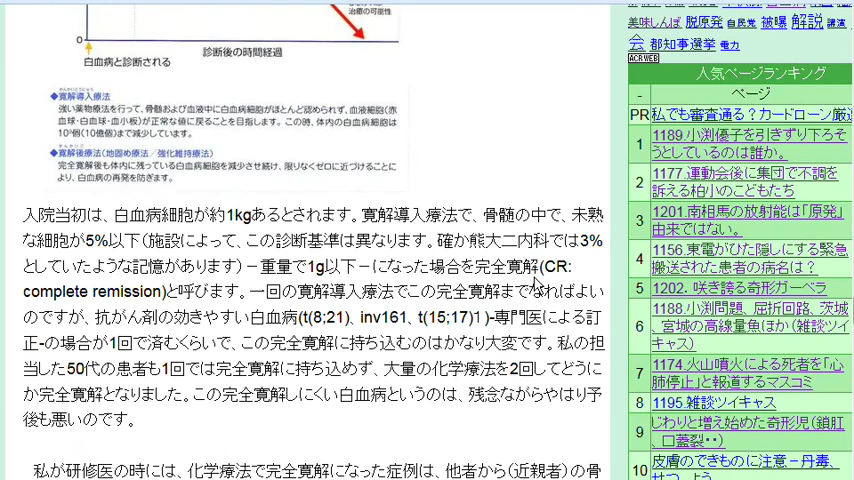 治癒の可能性
0
診断後の時間経過
白血病と診断される
◆寛解導入療法
強い薬物療法を行って、骨髄および血液中に白血病細胞がほとんど認められず、血液細胞(赤
血球・白血球・血小板)が正常な値に戻ることを目指します。この時、体内の白血病細胞は
10⁹個(10億個)まで減少しています。
◆寛解後療法(地固め療法/強化維持療法)
完全寛解後も体内に残っている白血病細胞を減少させ続け、限りなくゼロに近づけることに
より、白血病の再発を防ぎます。
入院当初は、白血病細胞が約1kgあるとされます。寛解導入療法で、骨髄の中で、未熟
な細胞が5%以下(施設によって、この診断基準は異なります。確か熊大二内科では3%
としていたような記憶があります)-重量で1g以下-になった場合を完全寛解(CR:
complete remission)と呼びます。一回の寛解導入療法でこの完全寛解までなればよい
のですが、抗がん剤の効きやすい白血病(t(8;21)、inv161、t(15;17)1)-専門医による訂
正-の場合が1回で済むくらいで、この完全寛解に持ち込むのはかなり大変です。私の担
当した50代の患者も1回では完全寛解に持ち込めず、大量の化学療法を2回してどうに
か完全寛解となりました。この完全寛解しにくい白血病というのは、残念ながらやはり予
後も悪いのです。
私が研修医の時には、化学療法で完全寛解になった症例は、他者から(近親者)の骨
美味しんぼ 脱原発 自民党 被曝 解説 講演
会 都知事選挙 電力
ACRWEB
人気ページランキング
- ページ
PR 私でも審査通る?カードローン厳選
1 1189.小渕優子を引きずり下ろそ
うとしているのは誰か。
2 1177.運動会後に集団で不調を
訴える柏小のこどもたち
3 1201.南相馬の放射能は「原発」
由来ではない。
4 1156.東電がひた隠しにする緊急
搬送された患者の病名は?
5 1202. 咲き誇る奇形ガーベラ
6 1188.小渕問題、屈折回路、茨城
、宮城の高線量魚ほか(雑談ツイ
キャス)
7 1174.火山噴火による死者を「心
肺停止」と報道するマスコミ
8 1195.雑談ツイキャス
9 じわりと増え始めた奇形児(鎖肛
、口蓋裂・・)
10 皮膚のできものに注意-丹毒、